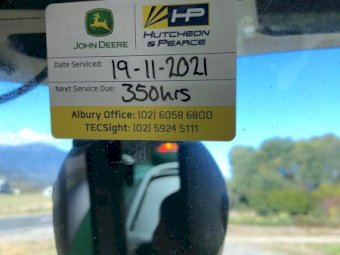 JOHN DEERE
HP
HUTCHEON
& PEARCE
Date Serviced: 19-11-2021
Next Service Due: 350hrs
Albury Office: (02) 6058 6800
TECSight: (02) 5924 5111